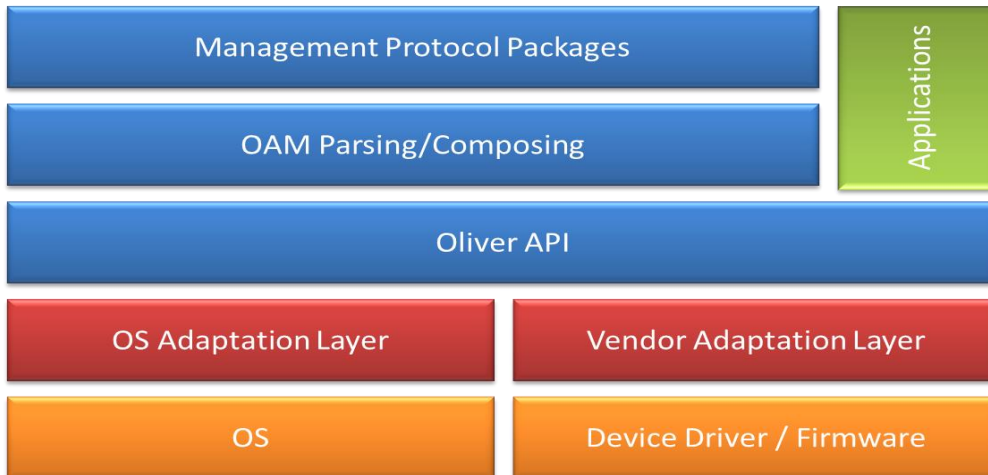 Management Protocol Packages
Applications
OAM Parsing/Composing
Oliver API
OS Adaptation Layer
Vendor Adaptation Layer
OS
Device Driver / Firmware